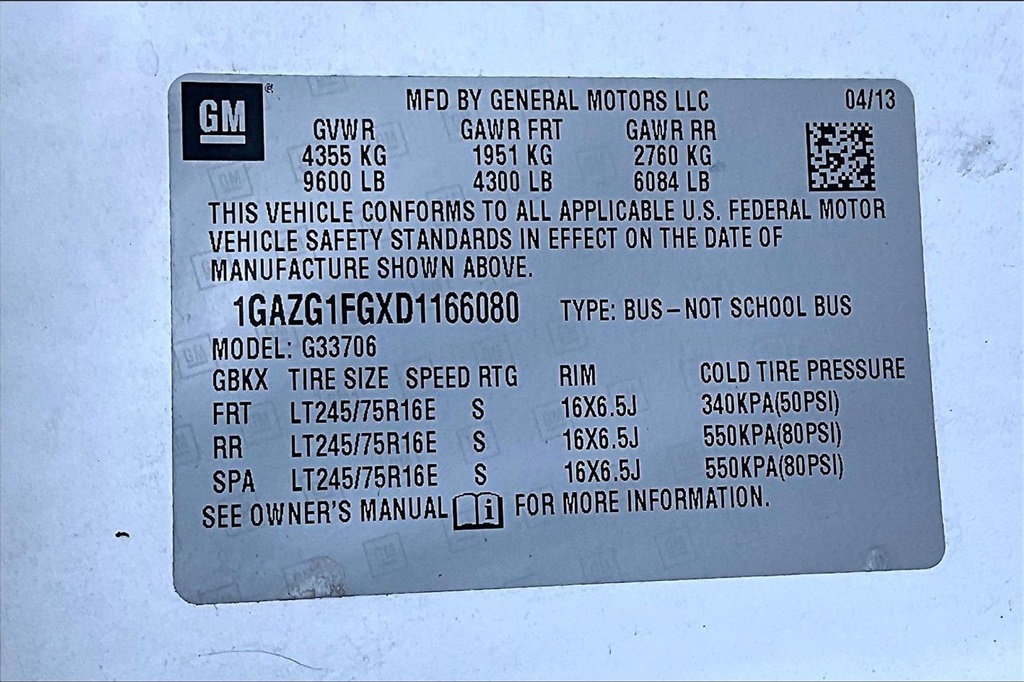 GM ® MFD BY GENERAL MOTORS LLC 04/13
GVWR GAWR FRT GAWR RR
4355 KG 1951 KG 2760 KG
9600 LB 4300 LB 6084 LB
THIS VEHICLE CONFORMS TO ALL APPLICABLE U.S. FEDERAL MOTOR
VEHICLE SAFETY STANDARDS IN EFFECT ON THE DATE OF
MANUFACTURE SHOWN ABOVE.
1GAZG1FGXD1166080 TYPE: BUS-NOT SCHOOL BUS
MODEL: G33706
GBKX TIRE SIZE SPEED RTG RIM COLD TIRE PRESSURE
FRT LT245/75R16E S 16X6.5J 340KPA(50PSI)
RR LT245/75R16E S 16X6.5J 550KPA(80PSI)
SPA LT245/75R16E S 16X6.5J 550KPA(80PSI)
SEE OWNER'S MANUAL i FOR MORE INFORMATION.